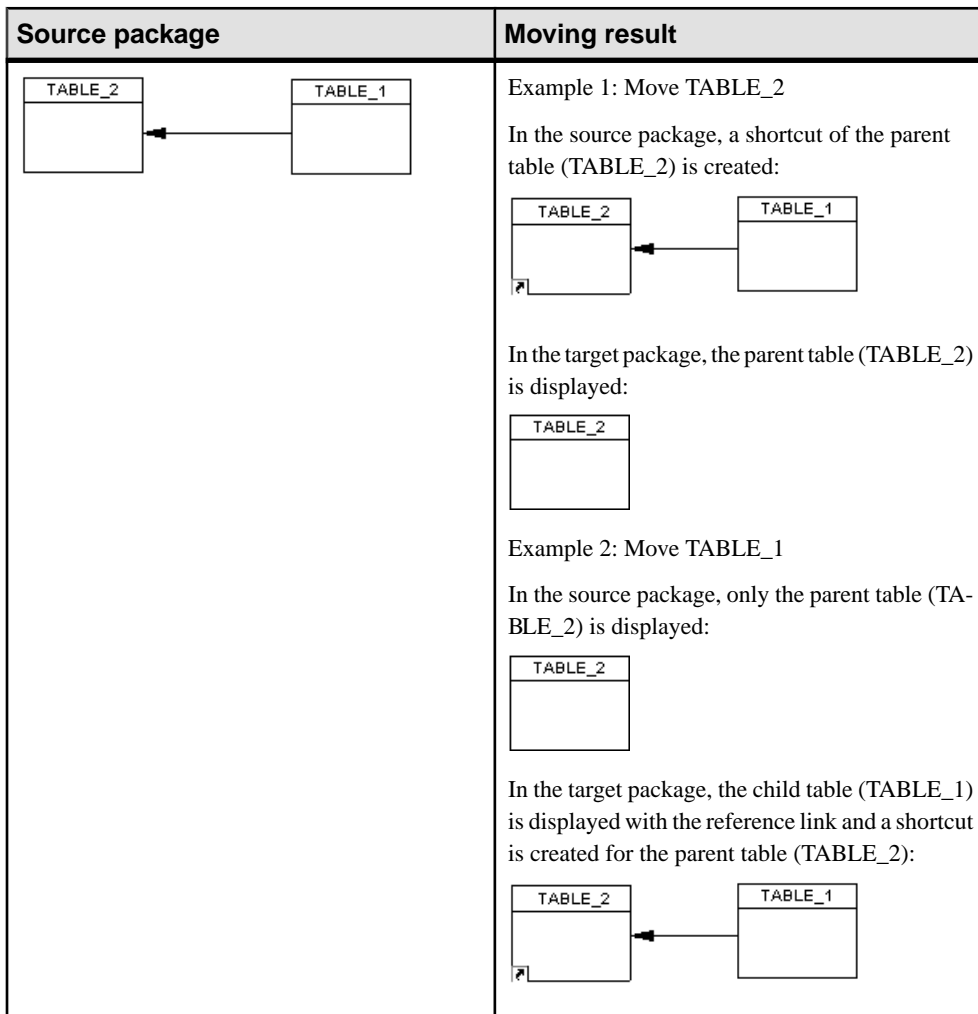 Source package
Moving result
TABLE_2
TABLE_1
Example 1: Move TABLE_2
In the source package, a shortcut of the parent
table (TABLE_2) is created:
TABLE_2
TABLE_1
In the target package, the parent table (TABLE_2)
is displayed:
TABLE_2
Example 2: Move TABLE_1
In the source package, only the parent table (TA-
BLE_2) is displayed:
TABLE_2
In the target package, the child table (TABLE_1)
is displayed with the reference link and a shortcut
is created for the parent table (TABLE_2):
TABLE_2
TABLE_1